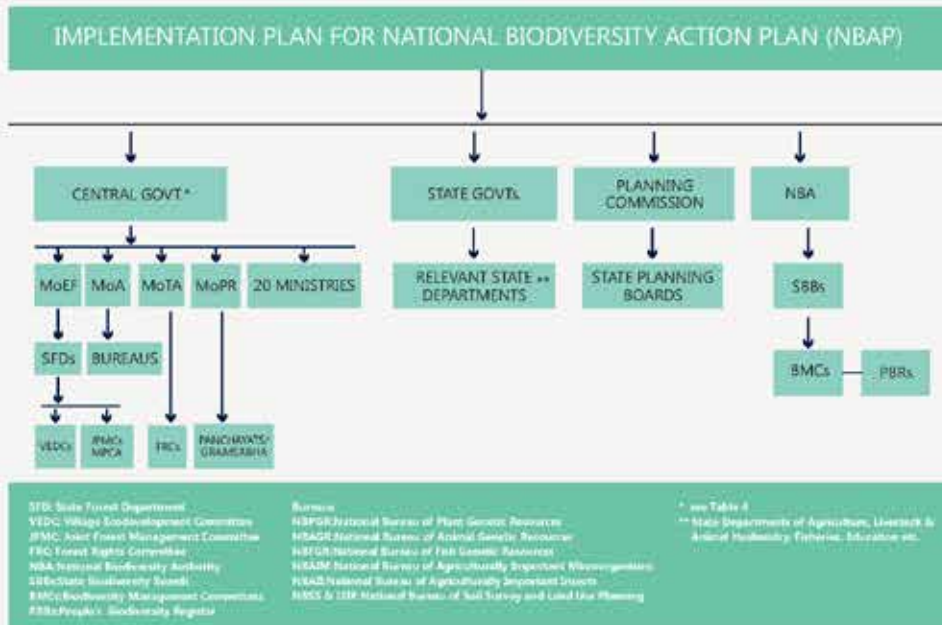 IMPLEMENTATION PLAN FOR NATIONAL BIODIVERSITY ACTION PLAN (NBAP)
CENTRAL GOVT.*
STATE GOVTs.
PLANNING
COMMISSION
NBA
MoEF
MoA
MoTA
MoPR
20 MINISTRIES
RELEVANT STATE **
DEPARTMENTS
STATE PLANNING
BOARDS
SBBs
SFDs
BUREAUS
BMCs
PBRs
VEDCs
JFMCs
MPCA
FRCs
PANCHAYATS/
GRAMSABHA
SFD: State Forest Department
VEDC: Village Ecodevelopment Committee
JFMC: Joint Forest Management Committee
FRC: Forest Rights Committee
NBA: National Biodiversity Authority
SBBs:State Biodiversity Boards
BMCs:Biodiversity Management Committees
PBRs:People's Biodiversity Register
Bureaus
NBPGR:National Bureau of Plant Genetic Resources
NBAGR:National Bureau of Animal Genetic Resources
NBFGR:National Bureau of Fish Genetic Resources
NBAIM:National Bureau of Agriculturally Important Microorganisms
NBAII:National Bureau of Agriculturally Important Insects
NBSS & LUP:National Bureau of Soil Survey and Land Use Planning
* see Table 4
** State Departments of Agriculture, Livestock &
Animal Husbandry, Fisheries, Education etc.